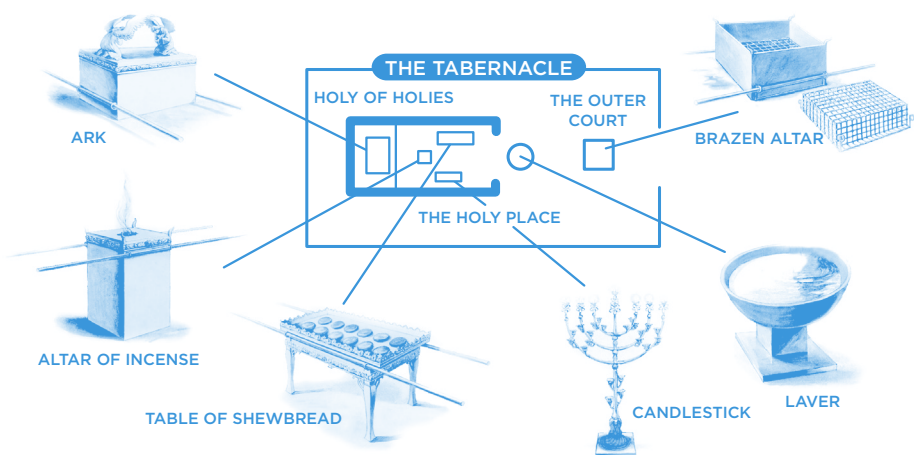 THE TABERNACLE
HOLY OF HOLIES
THE OUTER
COURT
ARK
BRAZEN ALTAR
THE HOLY PLACE
ALTAR OF INCENSE
TABLE OF SHEWBREAD
CANDLESTICK
LAVER